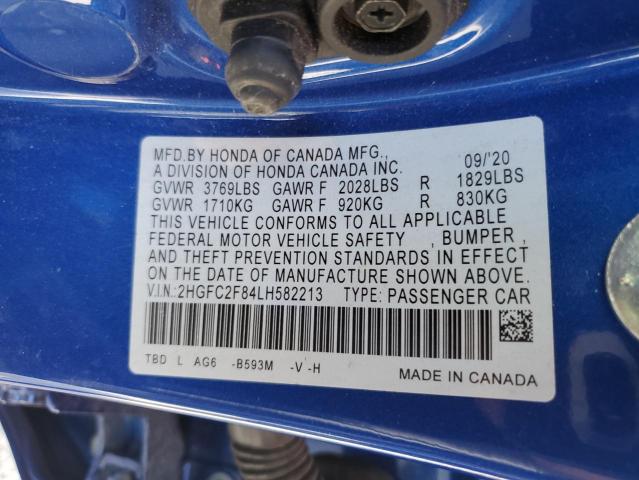 MFD.BY HONDA OF CANADA MFG., 09/'20
A DIVISION OF HONDA CANADA INC.
GVWR 3769LBS GAWR F 2028LBS R 1829LBS
GVWR 1710KG GAWR F 920KG R 830KG
THIS VEHICLE CONFORMS TO ALL APPLICABLE
FEDERAL MOTOR VEHICLE SAFETY , BUMPER ,
AND THEFT PREVENTION STANDARDS IN EFFECT
ON THE DATE OF MANUFACTURE SHOWN ABOVE.
V.I.N.:2HGFC2F84LH582213 TYPE: PASSENGER CAR
TBD L AG6 -B593M -V -H
MADE IN CANADA